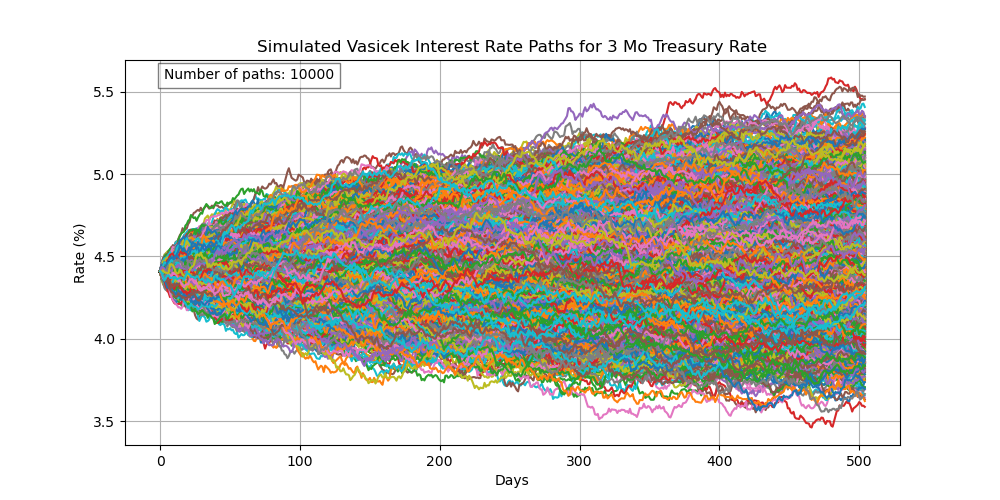 Simulated Vasicek Interest Rate Paths for 3 Mo Treasury Rate
Number of paths: 10000
5.5
5.0
4.5
4.0
3.5
Rate (%)
0 100 200 300 400 500
Days